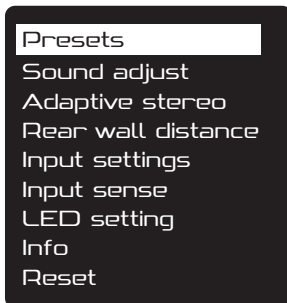 Presets
Sound adjust
Adaptive stereo
Rear wall distance
Input settings
Input sense
LED setting
Info
Reset